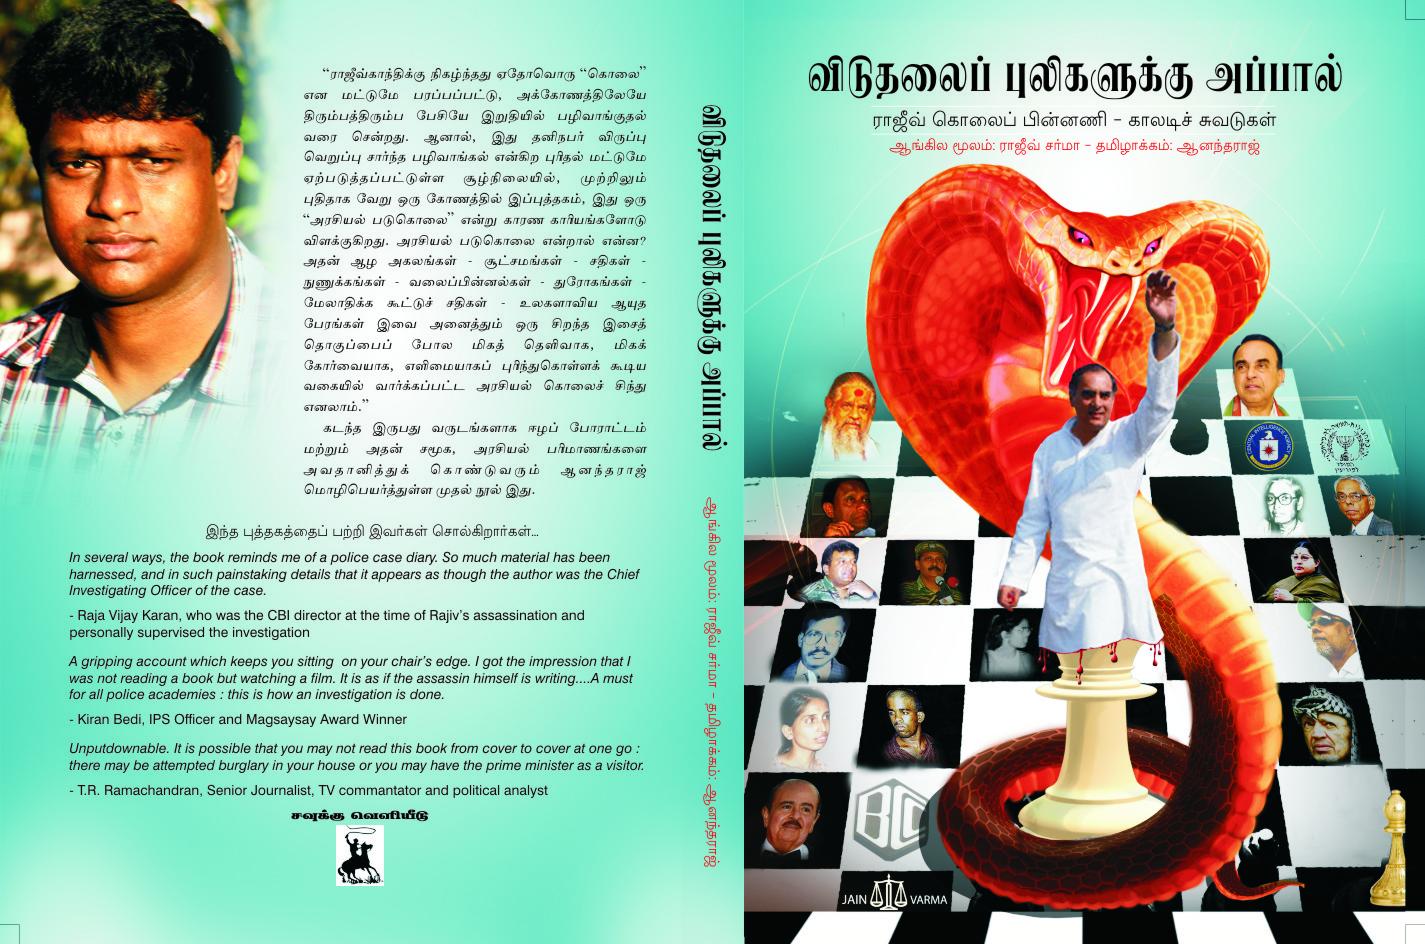 “ராஜீவ்காந்திக்கு நிகழ்ந்தது ஏதோவொரு “கொலை”
என மட்டுமே பரப்பப்பட்டு, அக்கோணத்திலேயே
திரும்பத்திரும்ப பேசியே இறுதியில் பழிவாங்குதல்
வரை சென்றது. ஆனால், இது தனிநபர் விருப்பு
வெறுப்பு சார்ந்த பழிவாங்கல் என்கிற புரிதல் மட்டுமே
ஏற்படுத்தப்பட்டுள்ள சூழ்நிலையில், முற்றிலும்
புதிதாக வேறு ஒரு கோணத்தில் இப்புத்தகம், இது ஒரு
“அரசியல் படுகொலை” என்று காரண காரியங்களோடு
விளக்குகிறது. அரசியல் படுகொலை என்றால் என்ன?
அதன் ஆழ அகலங்கள் - சூட்சமங்கள் - சதிகள் -
நுணுக்கங்கள் - வலைப்பின்னல்கள் - துரோகங்கள் -
மேலாதிக்க கூட்டுச் சதிகள் - உலகளாவிய ஆயுத
பேரங்கள் இவை அனைத்தும் ஒரு சிறந்த இசைத்
தொகுப்பைப் போல மிகத் தெளிவாக, மிகக்
கோர்வையாக, எளிமையாகப் புரிந்துகொள்ளக் கூடிய
வகையில் வார்க்கப்பட்ட அரசியல் கொலைச் சிந்து
எனலாம்.”
கடந்த இருபது வருடங்களாக ஈழப் போராட்டம்
மற்றும் அதன் சமூக, அரசியல் பரிமாணங்களை
அவதானித்துக் கொண்டுவரும் ஆனந்தராஜ்
மொழிபெயர்த்துள்ள முதல் நூல் இது.
இந்த புத்தகத்தைப் பற்றி இவர்கள் சொல்கிறார்கள்...
In several ways, the book reminds me of a police case diary. So much material has been
harnessed, and in such painstaking details that it appears as though the author was the Chief
Investigating Officer of the case.
- Raja Vijay Karan, who was the CBI director at the time of Rajiv’s assassination and
personally supervised the investigation
A gripping account which keeps you sitting on your chair’s edge. I got the impression that I
was not reading a book but watching a film. It is as if the assassin himself is writing....A must
for all police academies : this is how an investigation is done.
- Kiran Bedi, IPS Officer and Magsaysay Award Winner
Unputdownable. It is possible that you may not read this book from cover to cover at one go :
there may be attempted burglary in your house or you may have the prime minister as a visitor.
- T.R. Ramachandran, Senior Journalist, TV commantator and political analyst
சவுக்கு வெளியீடு
விடுதலைப் புலிகளுக்கு அப்பால்
ஆங்கில மூலம்: ராஜீவ் சர்மா - தமிழாக்கம்: ஆனந்தராஜ்
விடுதலைப் புலிகளுக்கு அப்பால்
ராஜீவ் கொலைப் பின்னணி - காலடிச் சுவடுகள்
ஆங்கில மூலம்: ராஜீவ் சர்மா - தமிழாக்கம்: ஆனந்தராஜ்
CENTRAL INTELLIGENCE AGENCY
JAIN VARMA